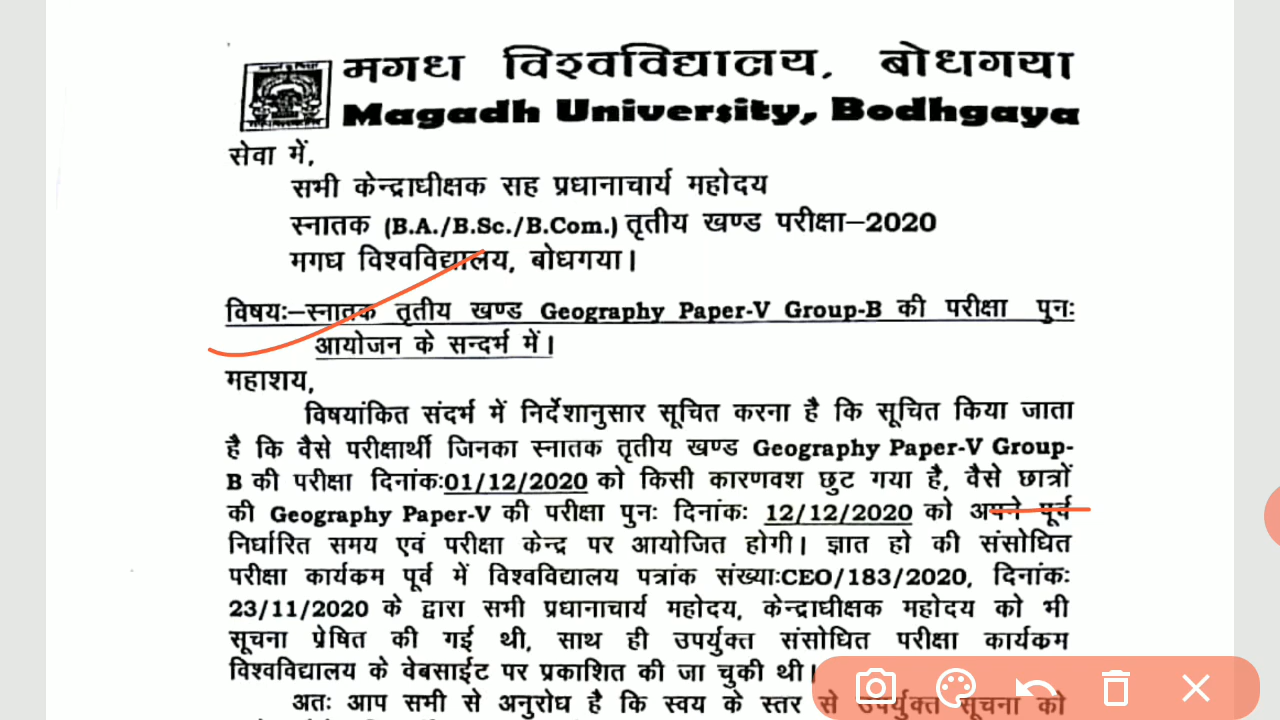 मगध विश्वविद्यालय, बोधगया
Magadh University, Bodhgaya
सेवा में,
सभी केन्द्राधीक्षक सह प्रधानाचार्य महोदय
स्नातक (B.A./B.Sc./B.Com.) तृतीय खण्ड परीक्षा–2020
मगध विश्वविद्यालय, बोधगया।
विषयः–स्नातक तृतीय खण्ड Geography Paper-V Group-B की परीक्षा पुनः
आयोजन के सन्दर्भ में।
महाशय,
विषयांकित संदर्भ में निर्देशानुसार सूचित करना है कि सूचित किया जाता
है कि वैसे परीक्षार्थी जिनका स्नातक तृतीय खण्ड Geography Paper-V Group-
B की परीक्षा दिनांकः01/12/2020 को किसी कारणवश छुट गया है, वैसे छात्रों
की Geography Paper-V की परीक्षा पुनः दिनांकः 12/12/2020 को अपने पूर्व
निर्धारित समय एवं परीक्षा केन्द्र पर आयोजित होगी। ज्ञात हो की संसोधित
परीक्षा कार्यकम पूर्व में विश्वविद्यालय पत्रांक संख्याःCEO/183/2020, दिनांकः
23/11/2020 के द्वारा सभी प्रधानाचार्य महोदय, केन्द्राधीक्षक महोदय को भी
सूचना प्रेषित की गई थी, साथ ही उपर्युक्त संसोधित परीक्षा कार्यकम
विश्वविद्यालय के वेबसाईट पर प्रकाशित की जा चुकी थी।
अतः आप सभी से अनुरोध है कि स्वय के स्तर से उपर्युक्त सूचना को